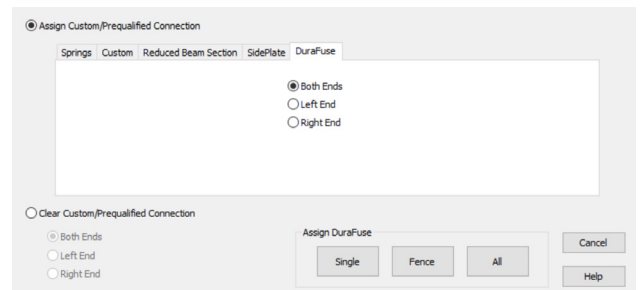 Assign Custom/Prequalified Connection
Springs Custom Reduced Beam Section SidePlate DuraFuse
Both Ends
Left End
Right End
Clear Custom/Prequalified Connection
Both Ends
Left End
Right End
Assign DuraFuse
Single Fence All
Cancel
Help